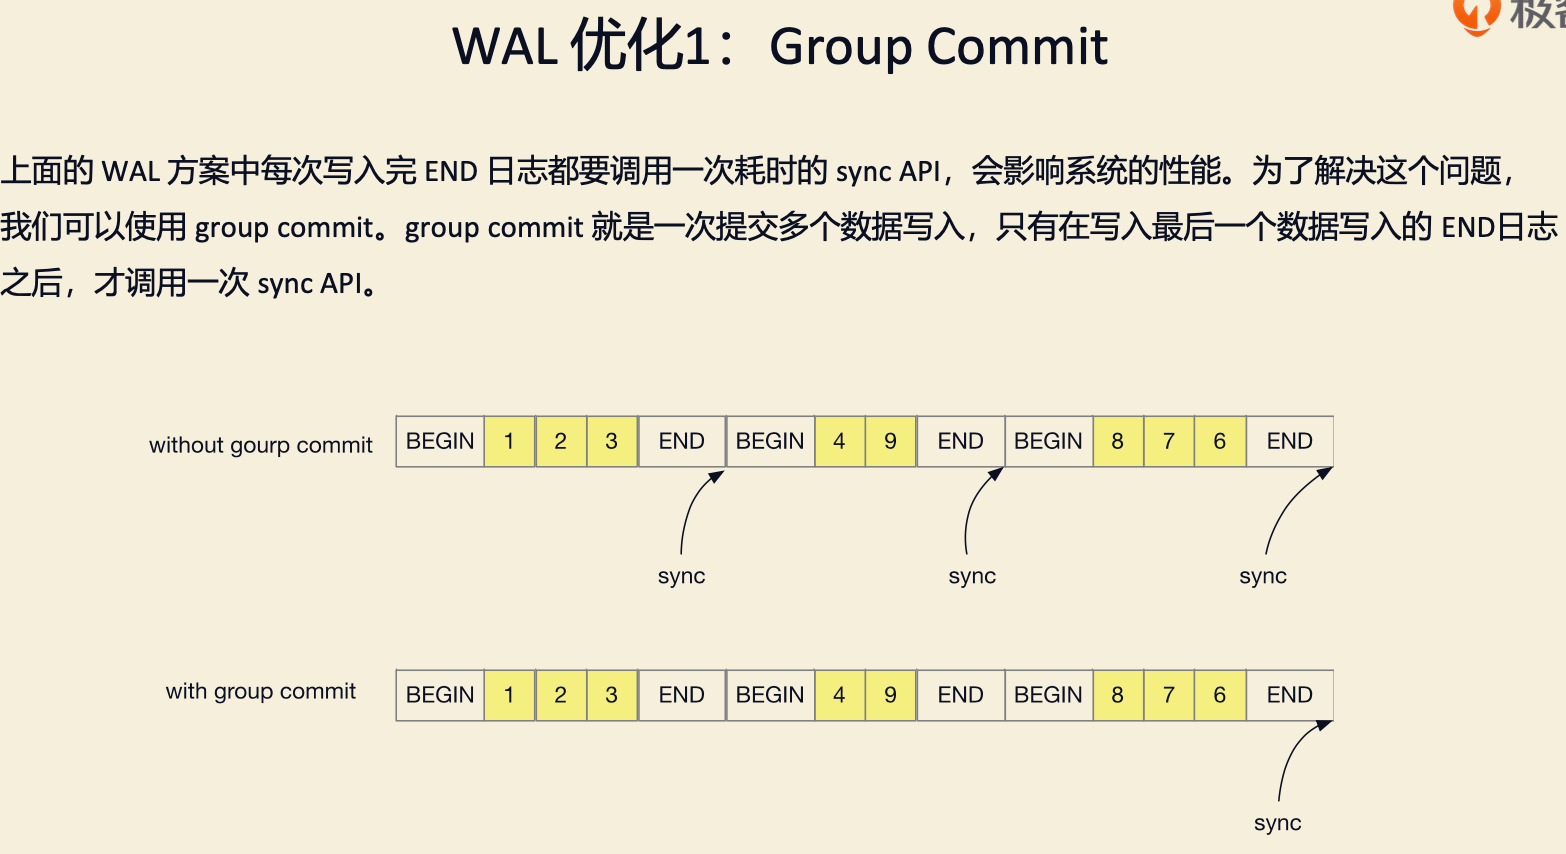 WAL 优化1：Group Commit
上面的 WAL 方案中每次写入完 END 日志都要调用一次耗时的 sync API，会影响系统的性能。为了解决这个问题，
我们可以使用 group commit。group commit 就是一次提交多个数据写入，只有在写入最后一个数据写入的 END日志
之后，才调用一次 sync API。
without gourp commit
BEGIN 1 2 3 END BEGIN 4 9 END BEGIN 8 7 6 END
sync sync sync
with group commit
BEGIN 1 2 3 END BEGIN 4 9 END BEGIN 8 7 6 END
sync